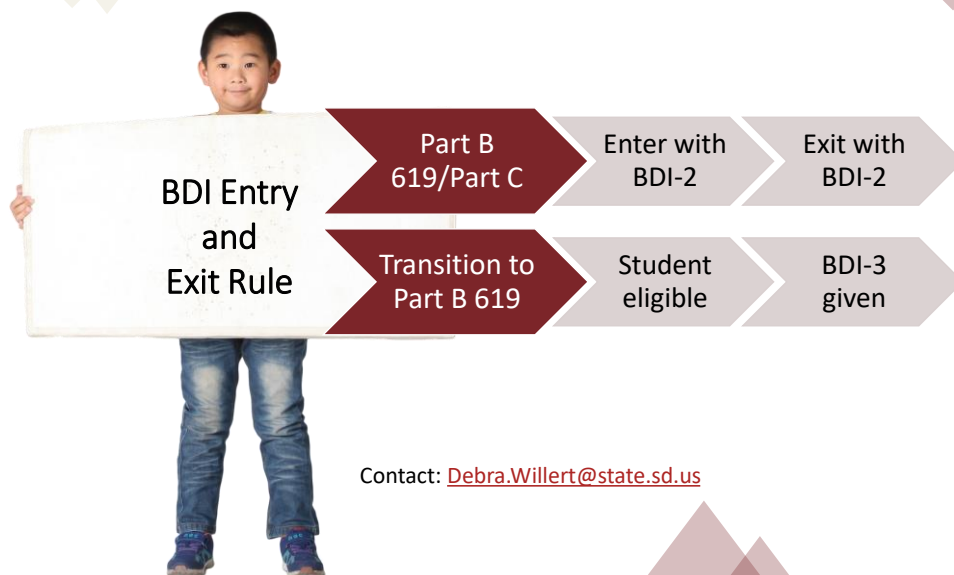 BDI Entry
and
Exit Rule
Part B
619/Part C
Enter with
BDI-2
Exit with
BDI-2
Transition to
Part B 619
Student
eligible
BDI-3
given
Contact: Debra.Willert@state.sd.us